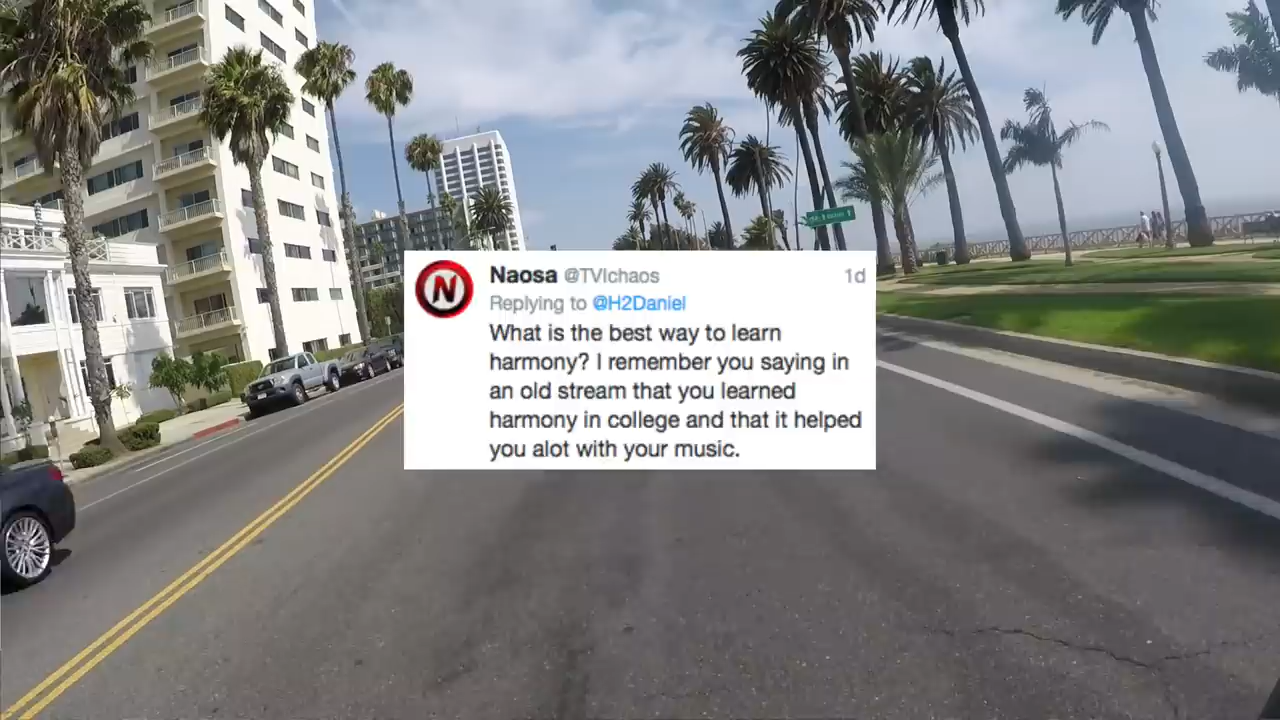 Naosa @TVIchaos 1d
Replying to @H2Daniel
What is the best way to learn
harmony? I remember you saying in
an old stream that you learned
harmony in college and that it helped
you alot with your music.
N